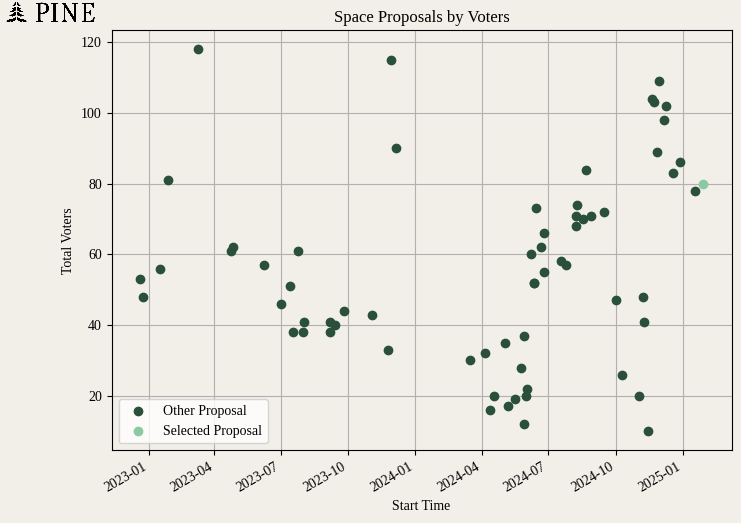 PINE
Space Proposals by Voters
120
100
80
60
40
20
Total Voters
Other Proposal
Selected Proposal
2023-01
2023-04
2023-07
2023-10
2024-01
2024-04
2024-07
2024-10
2025-01
Start Time